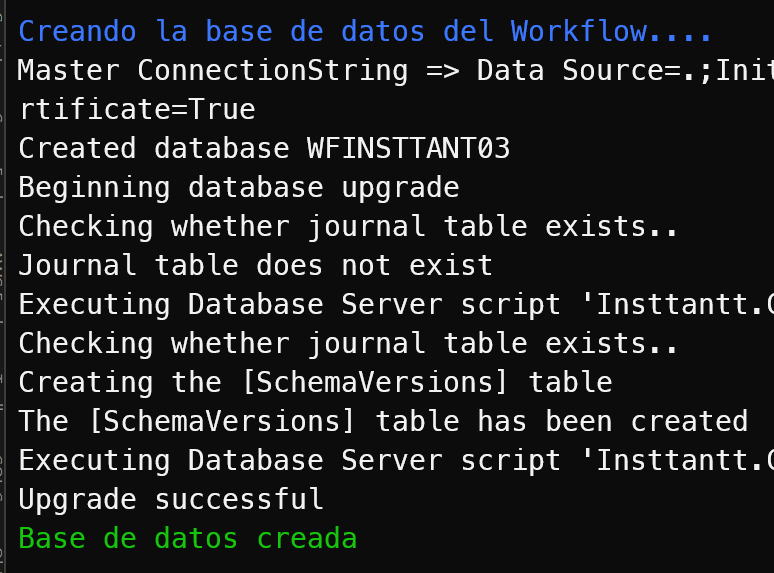 Creando la base de datos del Workflow....
Master ConnectionString => Data Source=.;Init
rtificate=True
Created database WFINSTTANT03
Beginning database upgrade
Checking whether journal table exists..
Journal table does not exist
Executing Database Server script 'Insttantt.
Checking whether journal table exists..
Creating the [SchemaVersions] table
The [SchemaVersions] table has been created
Executing Database Server script 'Insttantt.
Upgrade successful
Base de datos creada